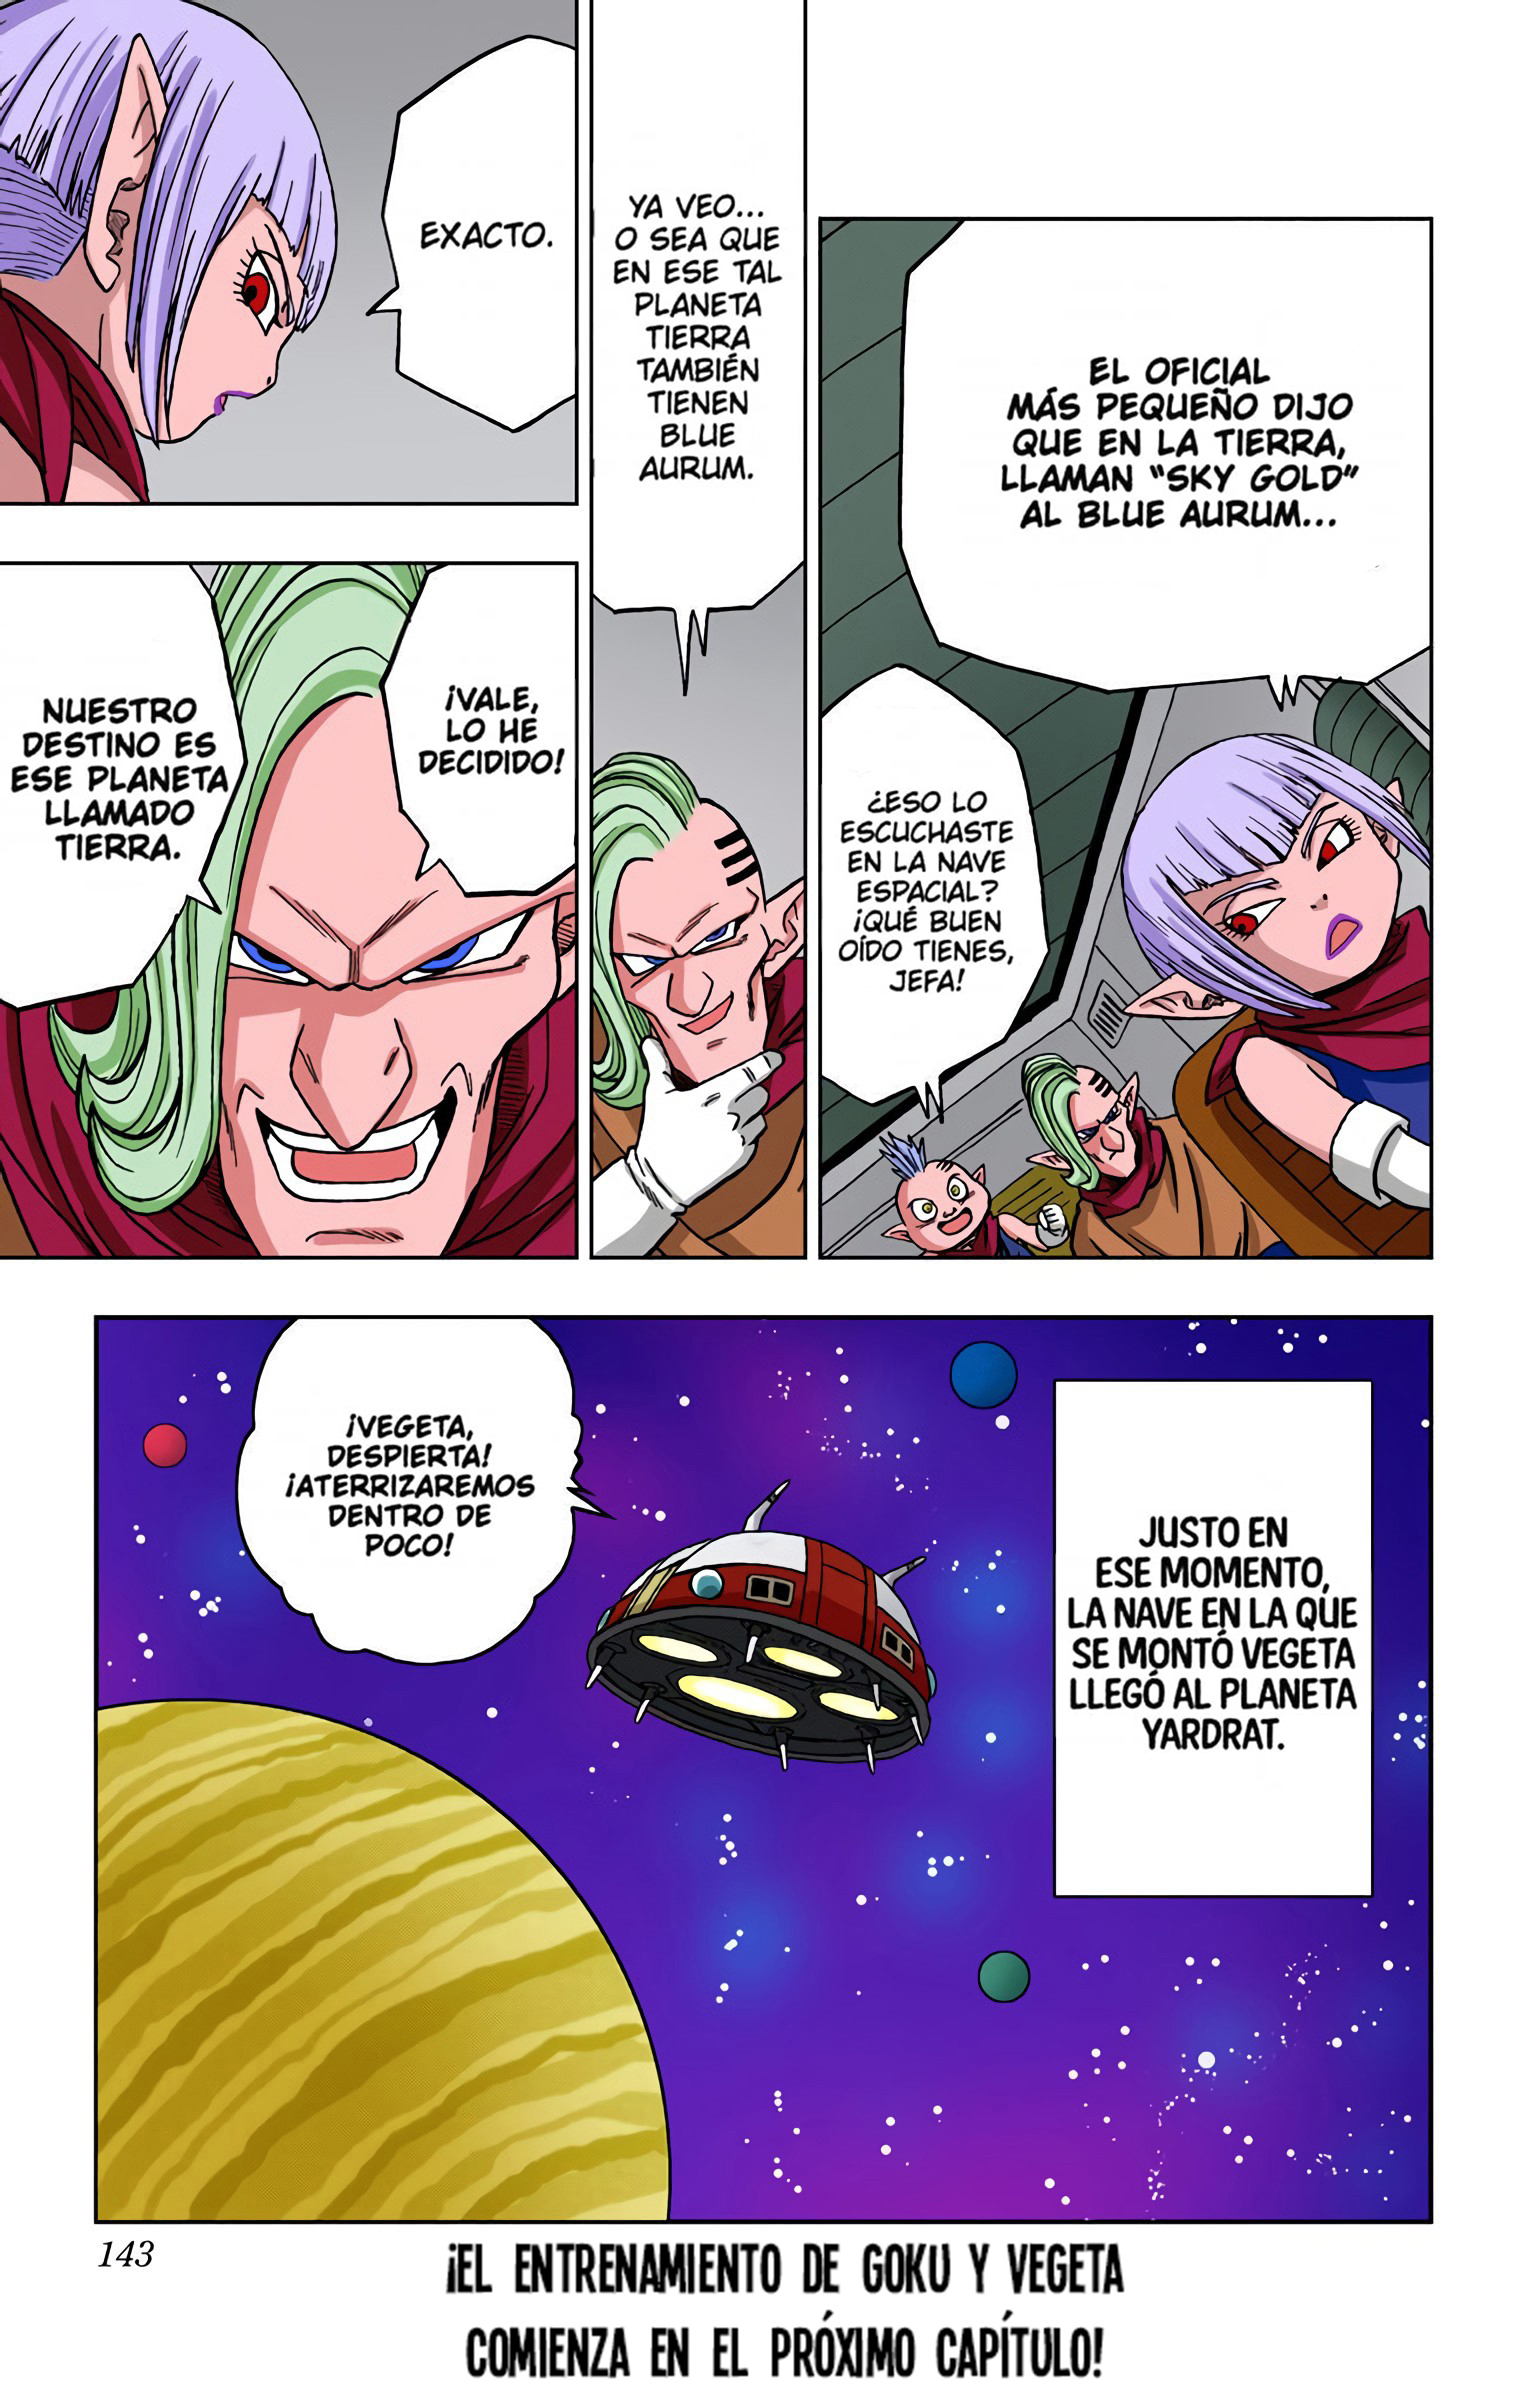 EL OFICIAL
MÁS PEQUEÑO DIJO
QUE EN LA TIERRA,
LLAMAN "SKY GOLD"
AL BLUE AURUM...
¿ESO LO
ESCUCHASTE
EN LA NAVE
ESPACIAL?
¡QUÉ BUEN
OÍDO TIENES,
JEFA!
YA VEO...
O SEA QUE
EN ESE TAL
PLANETA
TIERRA
TAMBIÉN
TIENEN
BLUE
AURUM.
EXACTO.
¡VALE,
LO HE
DECIDIDO!
NUESTRO
DESTINO ES
ESE PLANETA
LLAMADO
TIERRA.
JUSTO EN
ESE MOMENTO,
LA NAVE EN LA QUE
SE MONTÓ VEGETA
LLEGÓ AL PLANETA
YARDRAT.
¡VEGETA,
DESPIERTA!
¡ATERRIZAREMOS
DENTRO DE
POCO!
143
¡EL ENTRENAMIENTO DE GOKU Y VEGETA
COMIENZA EN EL PRÓXIMO CAPÍTULO!